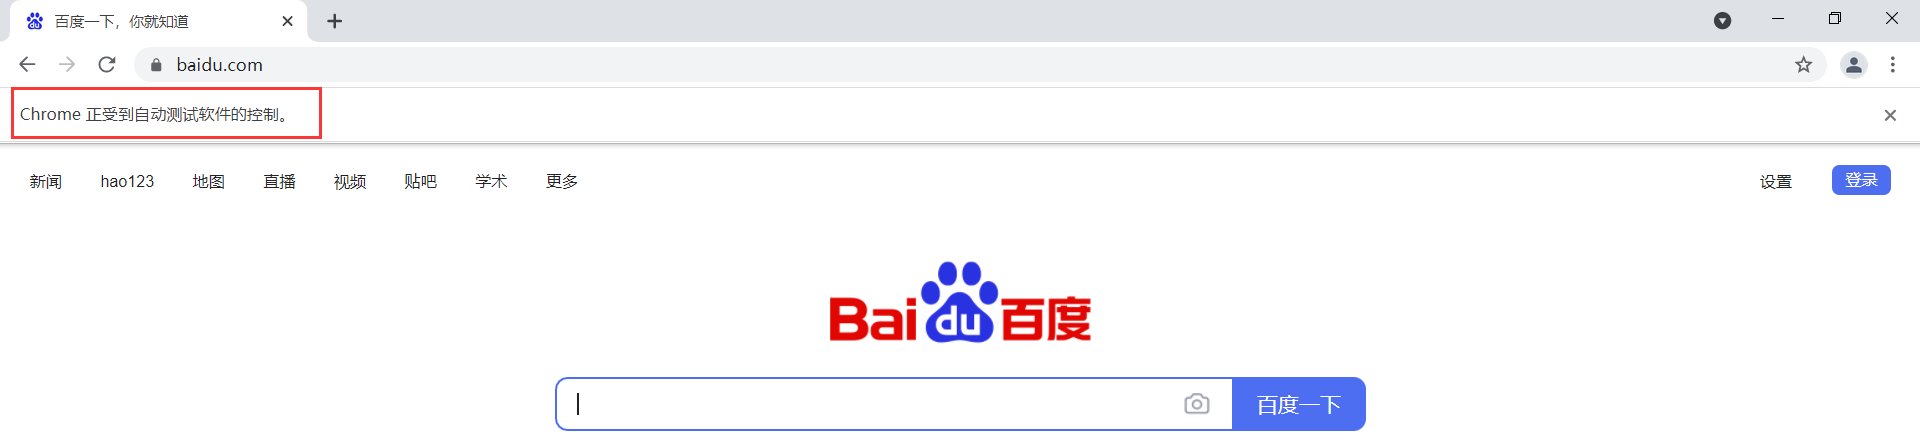 百度一下，你就知道
baidu.com
Chrome 正受到自动测试软件的控制。
新闻 hao123 地图 直播 视频 贴吧 学术 更多 设置 登录
Bai du 百度
百度一下